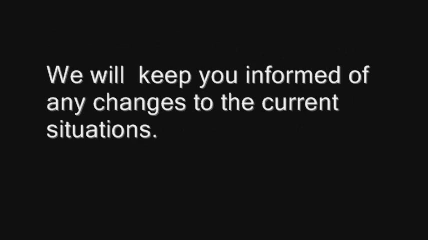 We will  keep you informed of
any changes to the current
situations.